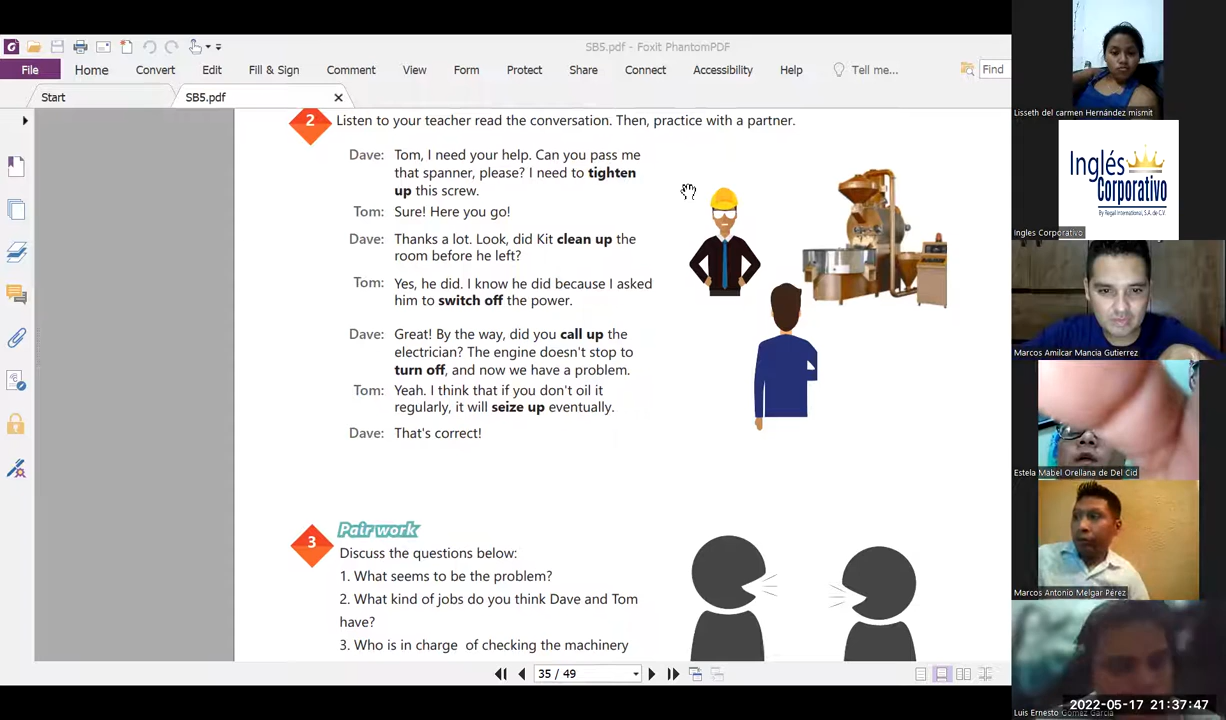 SB5.pdf - Foxit PhantomPDF
File Home Convert Edit Fill & Sign Comment View Form Protect Share Connect Accessibility Help Tell me... Find
Start SB5.pdf
2 Listen to your teacher read the conversation. Then, practice with a partner.
Dave: Tom, I need your help. Can you pass me
that spanner, please? I need to tighten
up this screw.
Tom: Sure! Here you go!
Dave: Thanks a lot. Look, did Kit clean up the
room before he left?
Tom: Yes, he did. I know he did because I asked
him to switch off the power.
Dave: Great! By the way, did you call up the
electrician? The engine doesn't stop to
turn off, and now we have a problem.
Tom: Yeah. I think that if you don't oil it
regularly, it will seize up eventually.
Dave: That's correct!
3 Pair work
Discuss the questions below:
1. What seems to be the problem?
2. What kind of jobs do you think Dave and Tom
have?
3. Who is in charge of checking the machinery
35 / 49
Lisseth del carmen Hernández mismit
Inglés
Corporativo
By Regal International, S.A. de C.V.
Ingles Corporativo
Marcos Amilcar Mancia Gutierrez
Estela Mabel Orellana de Del Cid
Marcos Antonio Melgar Pérez
Luis Ernesto Gomez Garcia
2022-05-17 21:37:47